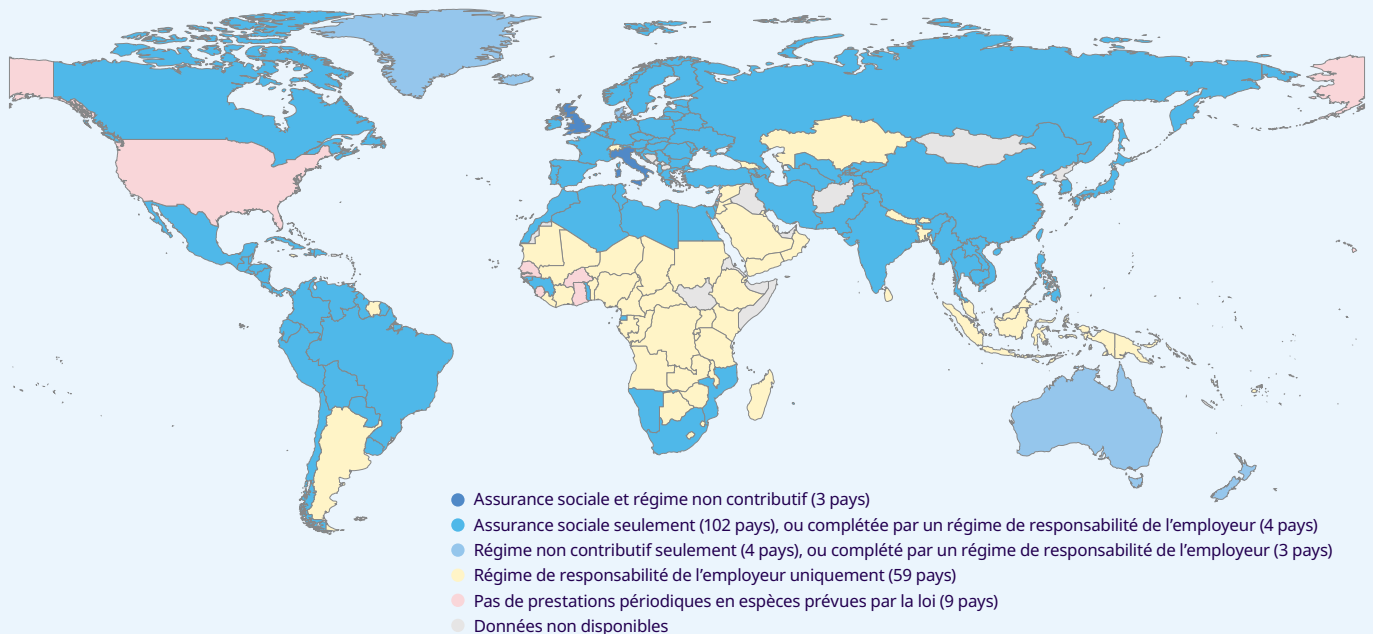 Assurance sociale et régime non contributif (3 pays)
Assurance sociale seulement (102 pays), ou complétée par un régime de responsabilité de l’employeur (4 pays)
Régime non contributif seulement (4 pays), ou complété par un régime de responsabilité de l’employeur (3 pays)
Régime de responsabilité de l’employeur uniquement (59 pays)
Pas de prestations périodiques en espèces prévues par la loi (9 pays)
Données non disponibles